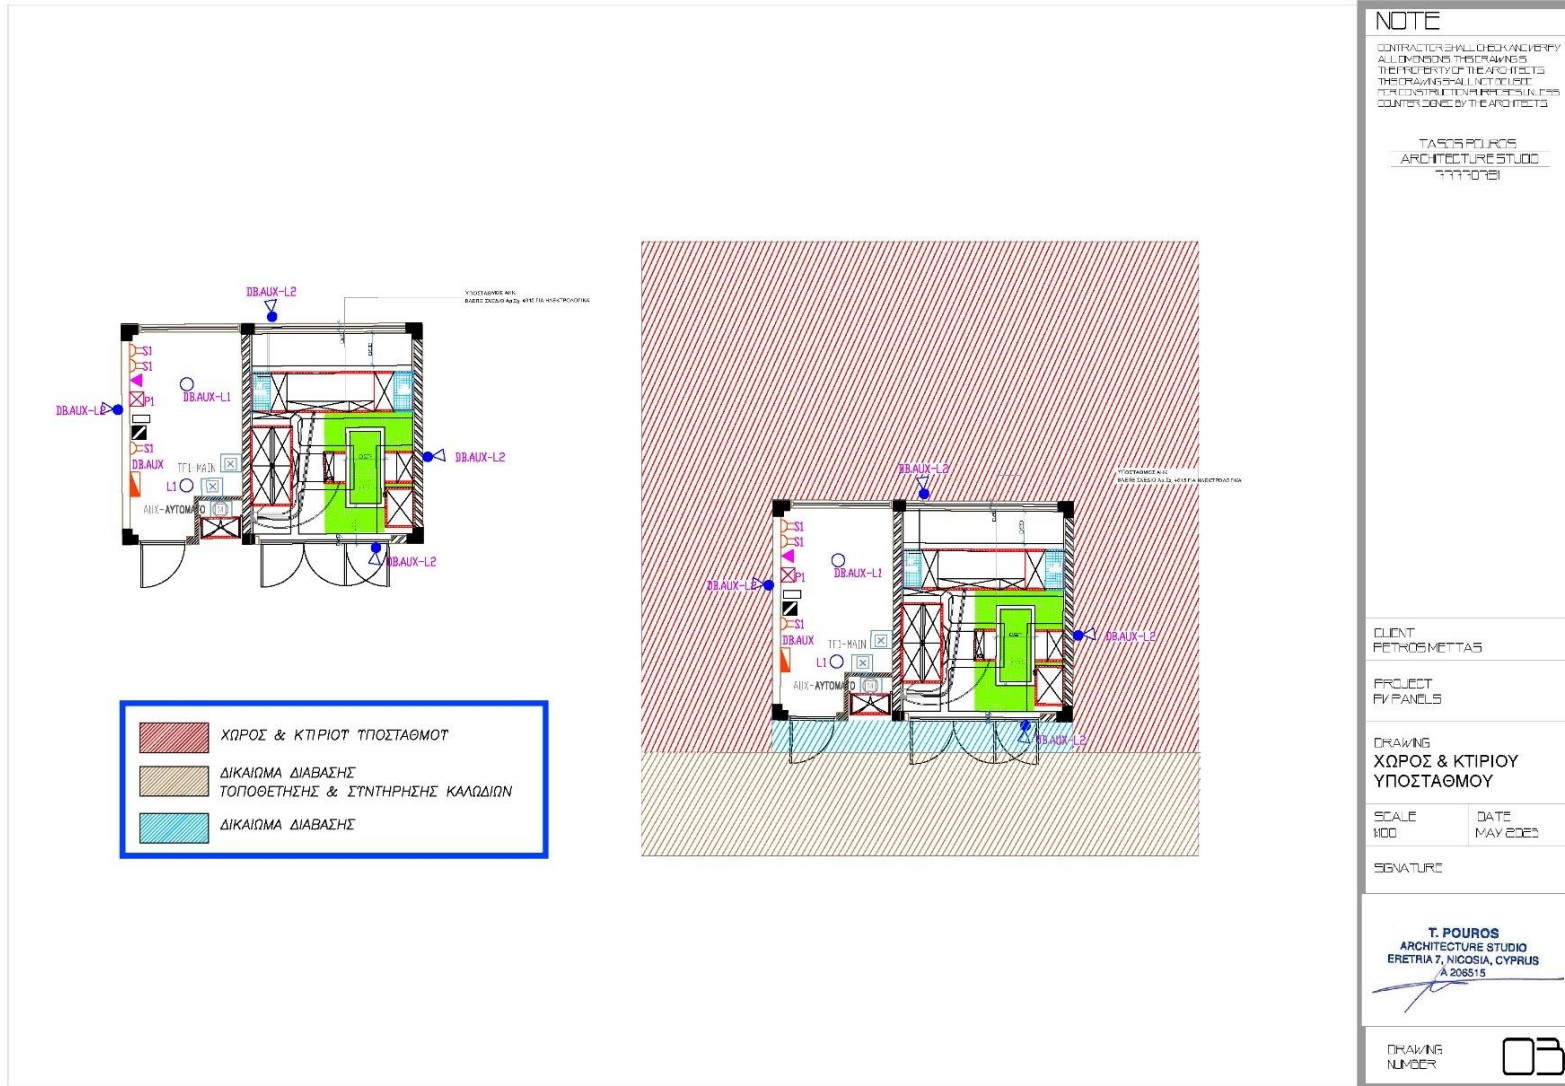 DB.AUX-L2
ΥΠΟΣΤΑΘΜΟΣ ΑΗΚ
S1
S1
DB.AUX-L1
P1
DB.AUX-L2
S1
DB.AUX
TF1-MAIN
DB.AUX-L2
L1
AUX-ΑΥΤΟΜΑΤΟ
DB.AUX-L2
DB.AUX-L2
ΥΠΟΣΤΑΘΜΟΣ ΑΗΚ
S1
S1
P1
DB.AUX-L1
DB.AUX-L2
S1
DB.AUX
TF1-MAIN
DB.AUX-L2
L1
AUX-ΑΥΤΟΜΑΤΟ
DB.AUX-L2
ΧΩΡΟΣ & ΚΤΙΡΙΟΥ ΥΠΟΣΤΑΘΜΟΥ
ΔΙΚΑΙΩΜΑ ΔΙΑΒΑΣΗΣ
ΤΟΠΟΘΕΤΗΣΗΣ & ΣΥΝΤΗΡΗΣΗΣ ΚΑΛΩΔΙΩΝ
ΔΙΚΑΙΩΜΑ ΔΙΑΒΑΣΗΣ
NOTE
CONTRACTOR SHALL CHECK AND VERIFY
ALL DIMENSIONS. THIS DRAWING IS
THE PROPERTY OF THE ARCHITECTS
THIS DRAWING SHALL NOT BE USED
FOR CONSTRUCTION PURPOSES UNLESS
COUNTER SIGNED BY THE ARCHITECTS
TASOS POUROS
ARCHITECTURE STUDIO
CLIENT
PETROS METTAS
PROJECT
PV PANELS
DRAWING
ΧΩΡΟΣ & ΚΤΙΡΙΟΥ
ΥΠΟΣΤΑΘΜΟΥ
SCALE
1:100
DATE
MAY 2023
SIGNATURE
T. POUROS
ARCHITECTURE STUDIO
ERETRIA 7, NICOSIA, CYPRUS
A 206515
DRAWING
NUMBER
03